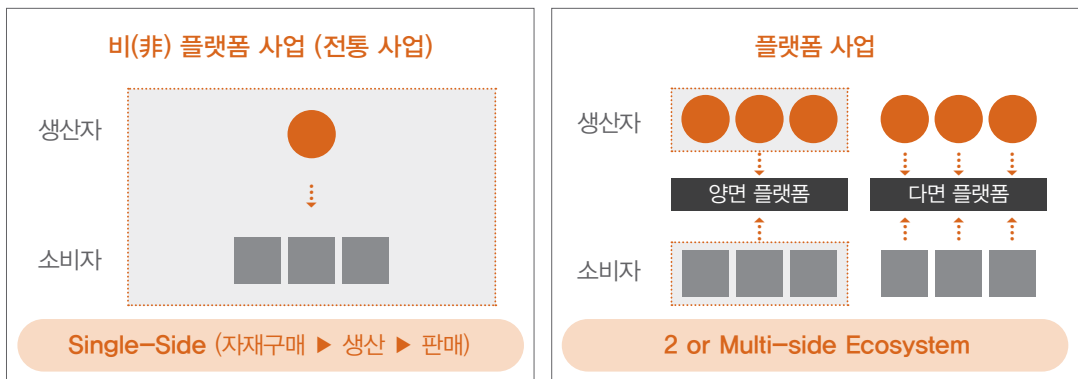 비(非) 플랫폼 사업 (전통 사업)
생산자
소비자
Single-Side (자재구매 ▶ 생산 ▶ 판매)
플랫폼 사업
생산자
양면 플랫폼
다면 플랫폼
소비자
2 or Multi-side Ecosystem